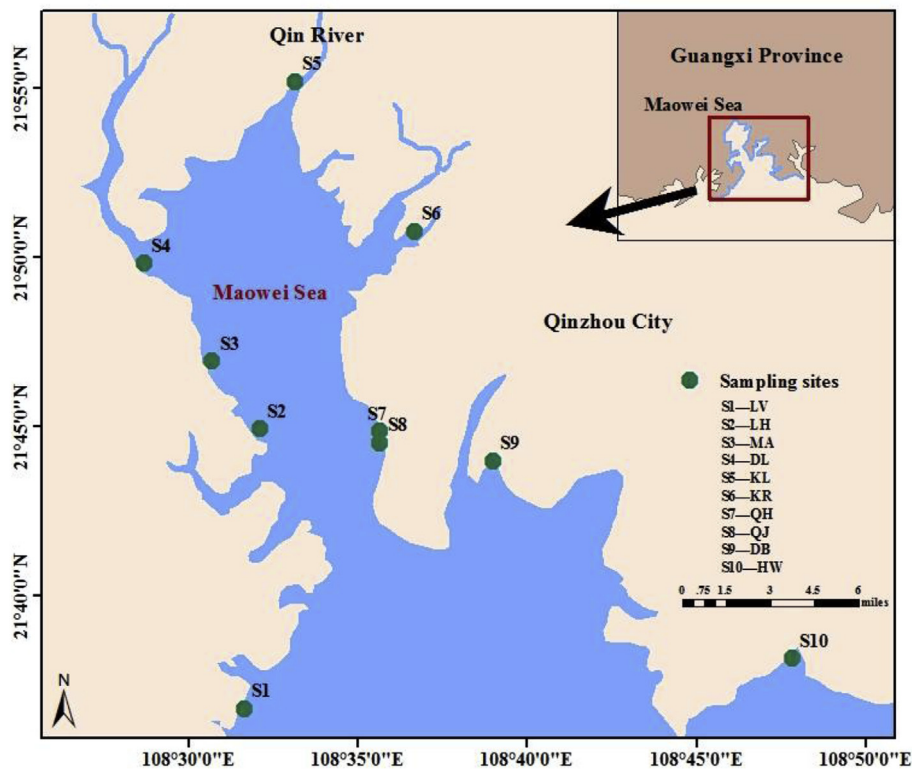 Qin River
S5
Guangxi Province
Maowei Sea
S6
S4
Maowei Sea
Qinzhou City
S3
S2
S7
S8
S9
Sampling sites
S1—LV
S2—LH
S3—MA
S4—DL
S5—KL
S6—KR
S7—QH
S8—QJ
S9—DB
S10—HW
0 .75 1.5 3 4.5 6
miles
S10
S1
N
21°55'0"N
21°50'0"N
21°45'0"N
21°40'0"N
108°30'0"E 108°35'0"E 108°40'0"E 108°45'0"E 108°50'0"E